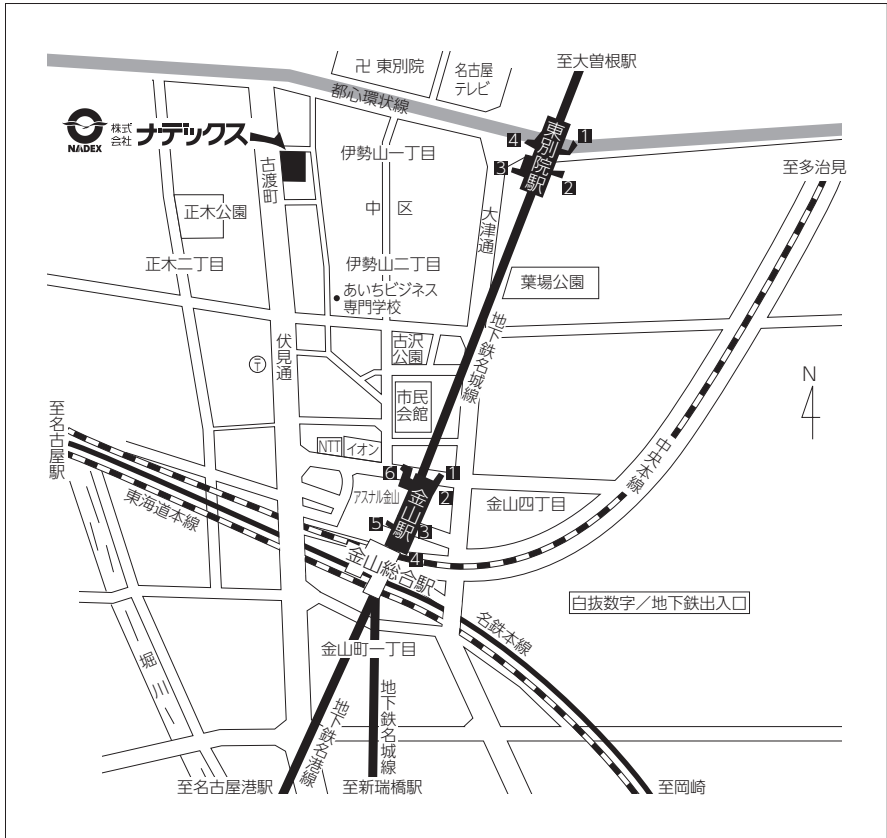 至大曽根駅
卍 東別院
名古屋
テレビ
都心環状線
NADEX
株式
会社
ナデックス
4
1
東別院駅
3
2
至多治見
伊勢山一丁目
古渡町
中 区
正木公園
大津通
正木二丁目
伊勢山二丁目
葉場公園
あいちビジネス
専門学校
地下鉄名城線
伏見通
古沢
公園
〒
N
市民
会館
至名古屋駅
NTT
イオン
中央本線
6
1
アスナル金山
2
金山四丁目
東海道本線
金山駅
5
3
4
金山総合駅
白抜数字／地下鉄出入口
名鉄本線
金山町一丁目
堀川
地下鉄名港線
地下鉄名城線
至名古屋港駅
至新瑞橋駅
至岡崎